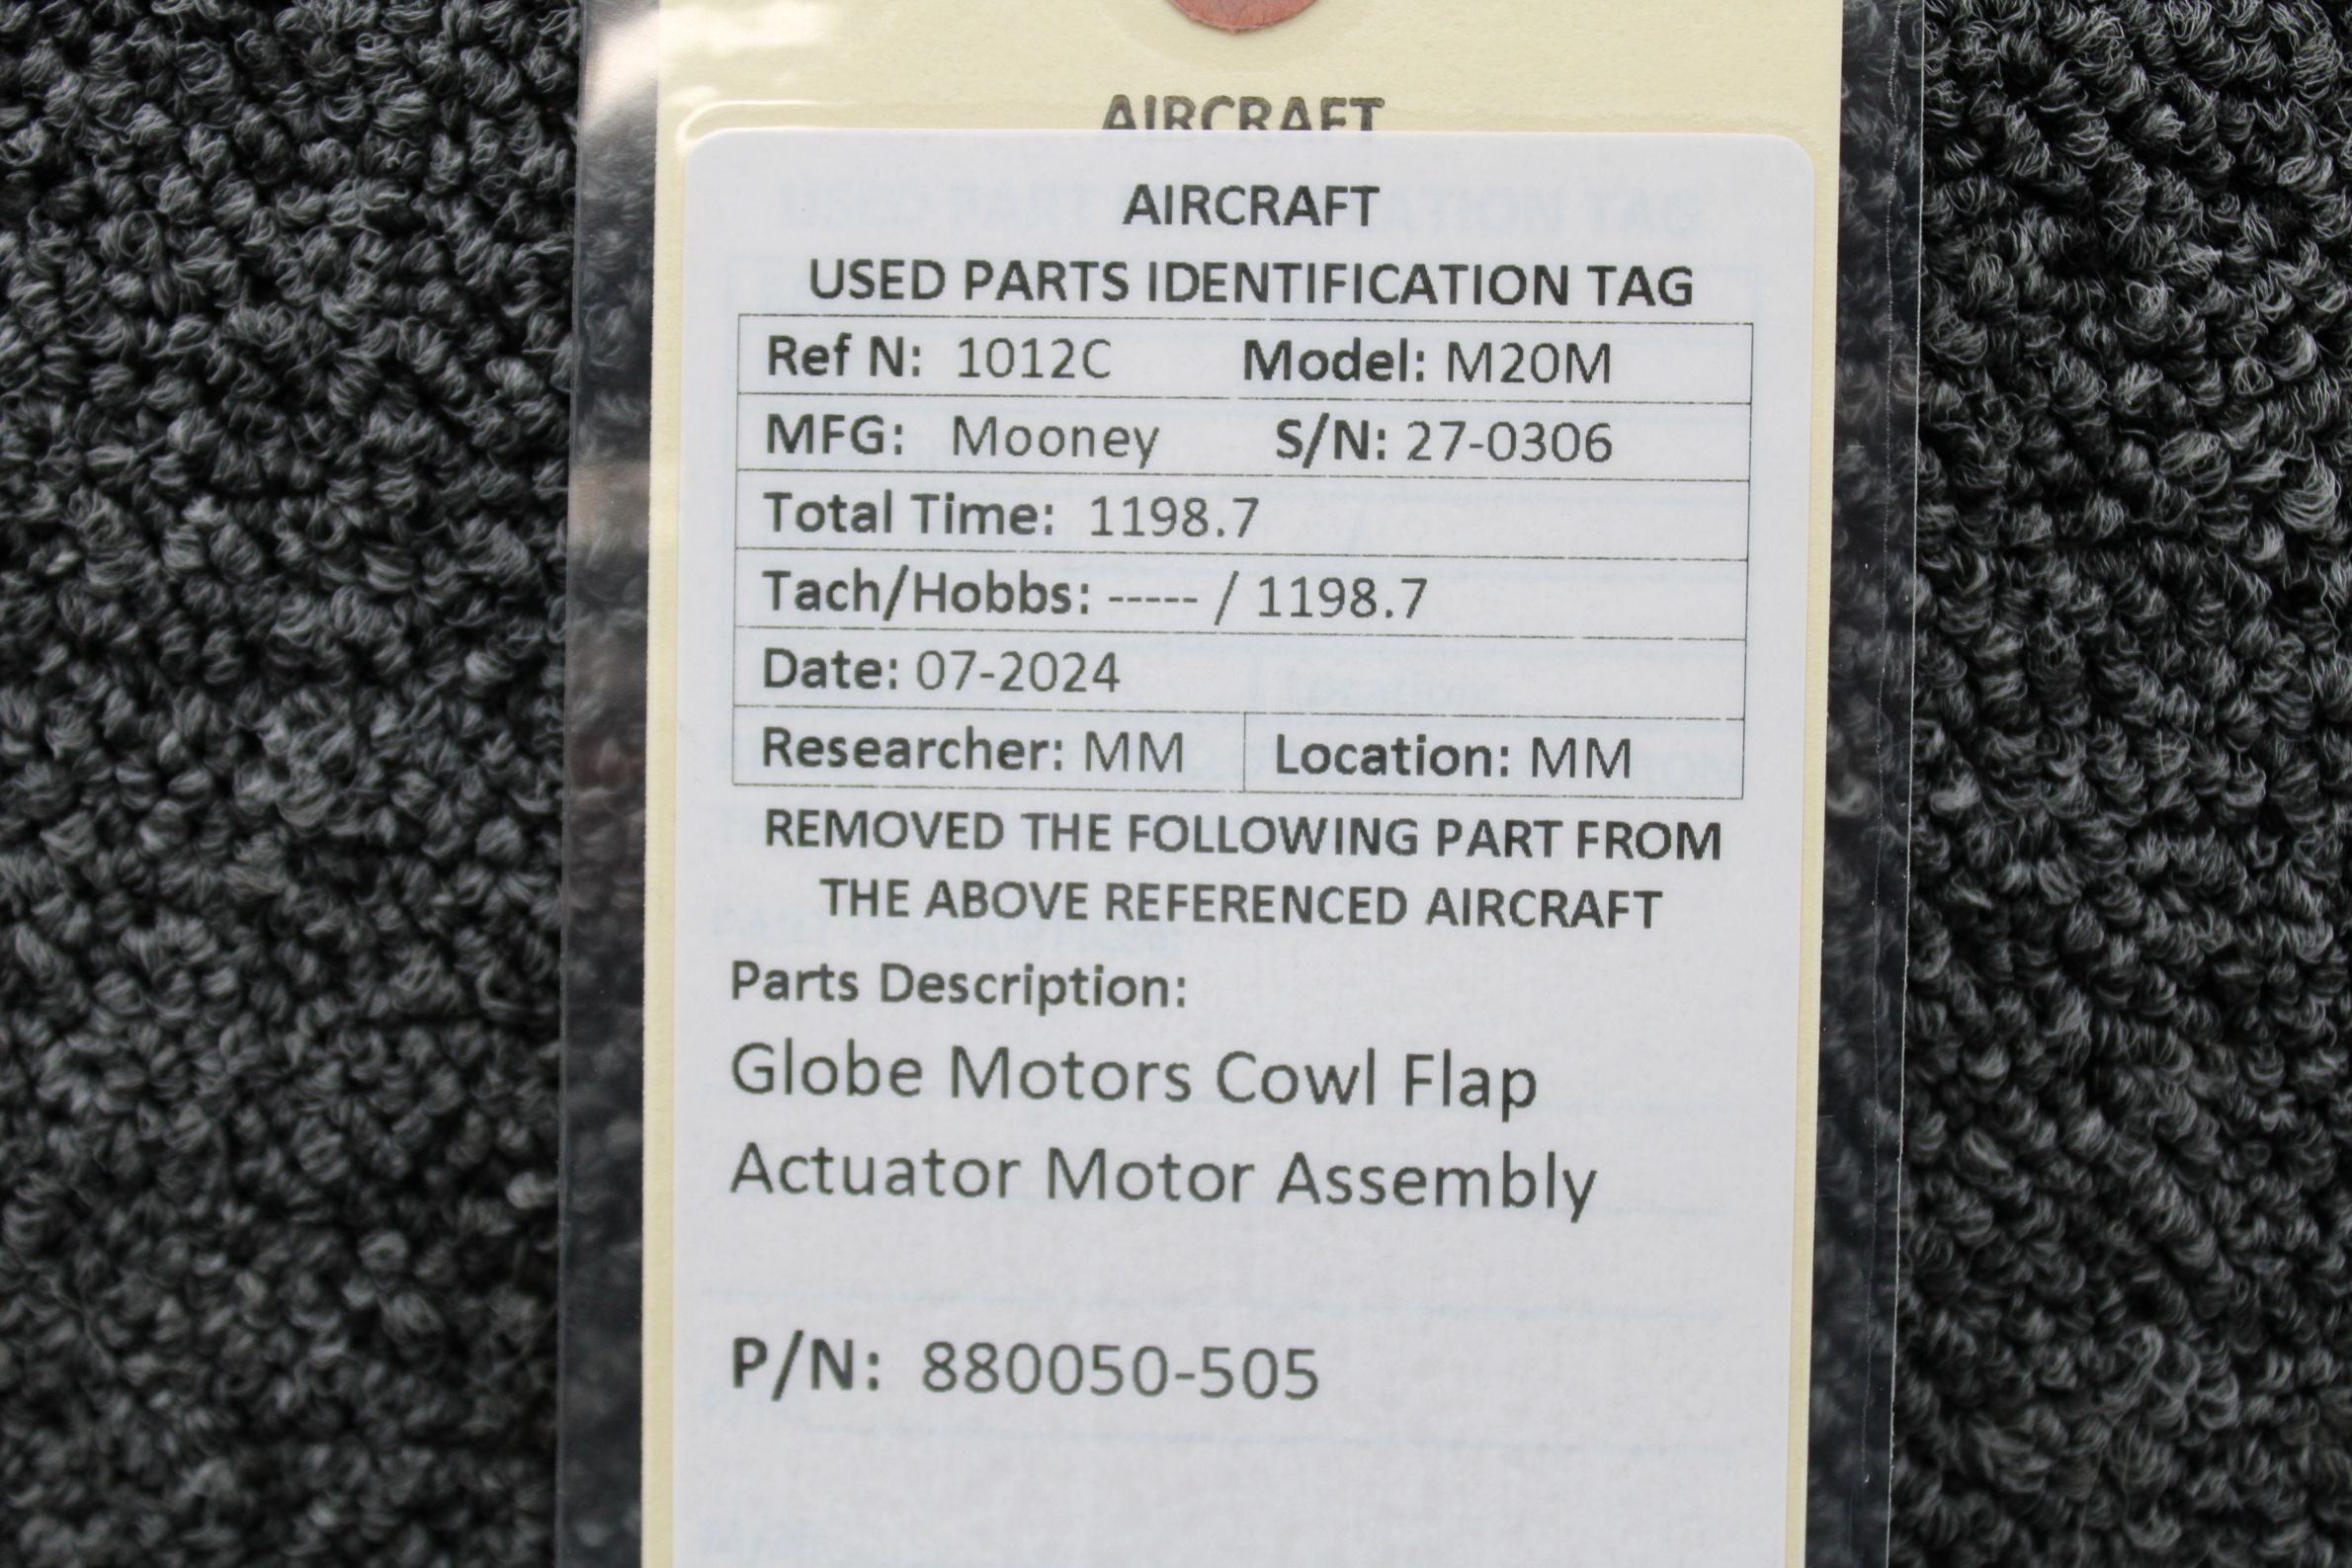 AIRCRAFT
AIRCRAFT
USED PARTS IDENTIFICATION TAG
Ref N: 1012C Model: M20M
MFG: Mooney S/N: 27-0306
Total Time: 1198.7
Tach/Hobbs: ----- / 1198.7
Date: 07-2024
Researcher: MM Location: MM
REMOVED THE FOLLOWING PART FROM
THE ABOVE REFERENCED AIRCRAFT
Parts Description:
Globe Motors Cowl Flap
Actuator Motor Assembly
P/N: 880050-505